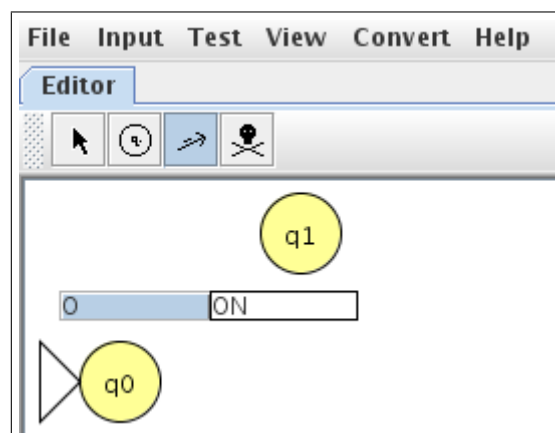 File Input Test View Convert Help
Editor
q
q1
O ON
q0